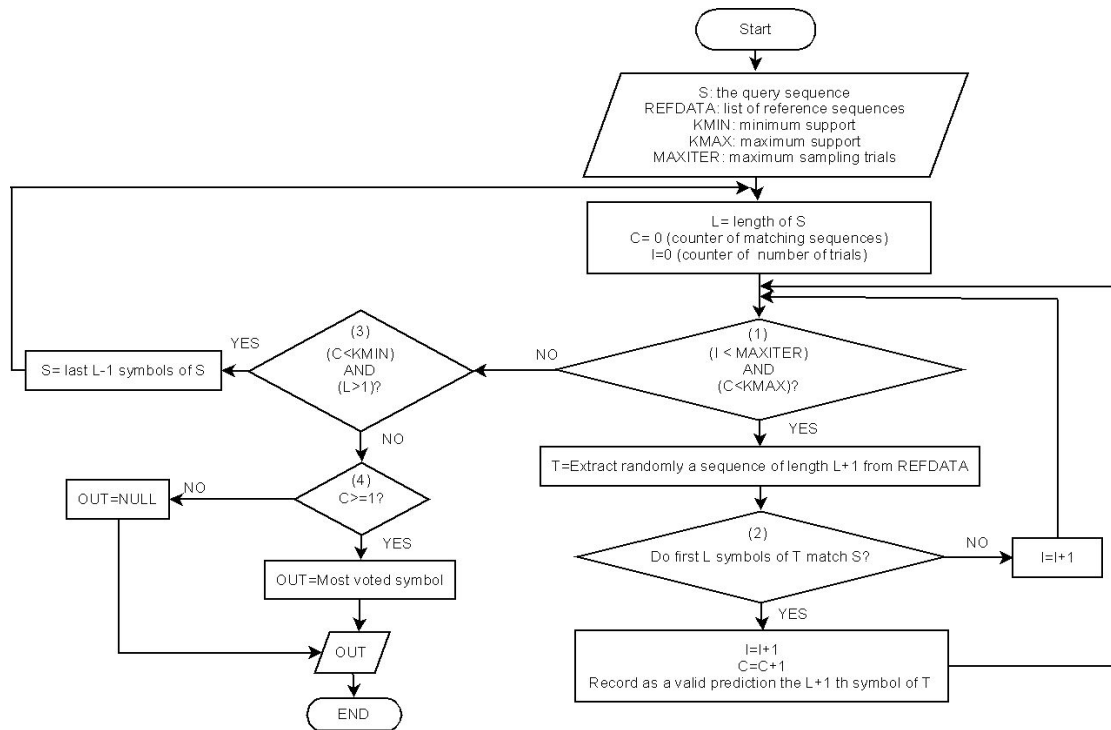 Start
S: the query sequence
REFDATA: list of reference sequences
KMIN: minimum support
KMAX: maximum support
MAXITER: maximum sampling trials
L= length of S
C= 0 (counter of matching sequences)
I=0 (counter of number of trials)
(1)
(I < MAXITER)
AND
(C<KMAX)?
NO
YES
(3)
(C<KMIN)
AND
(L>1)?
YES
NO
S= last L-1 symbols of S
T=Extract randomly a sequence of length L+1 from REFDATA
(4)
C>=1?
NO
YES
OUT=NULL
(2)
Do first L symbols of T match S?
NO
YES
I=I+1
OUT=Most voted symbol
I=I+1
C=C+1
Record as a valid prediction the L+1 th symbol of T
OUT
END